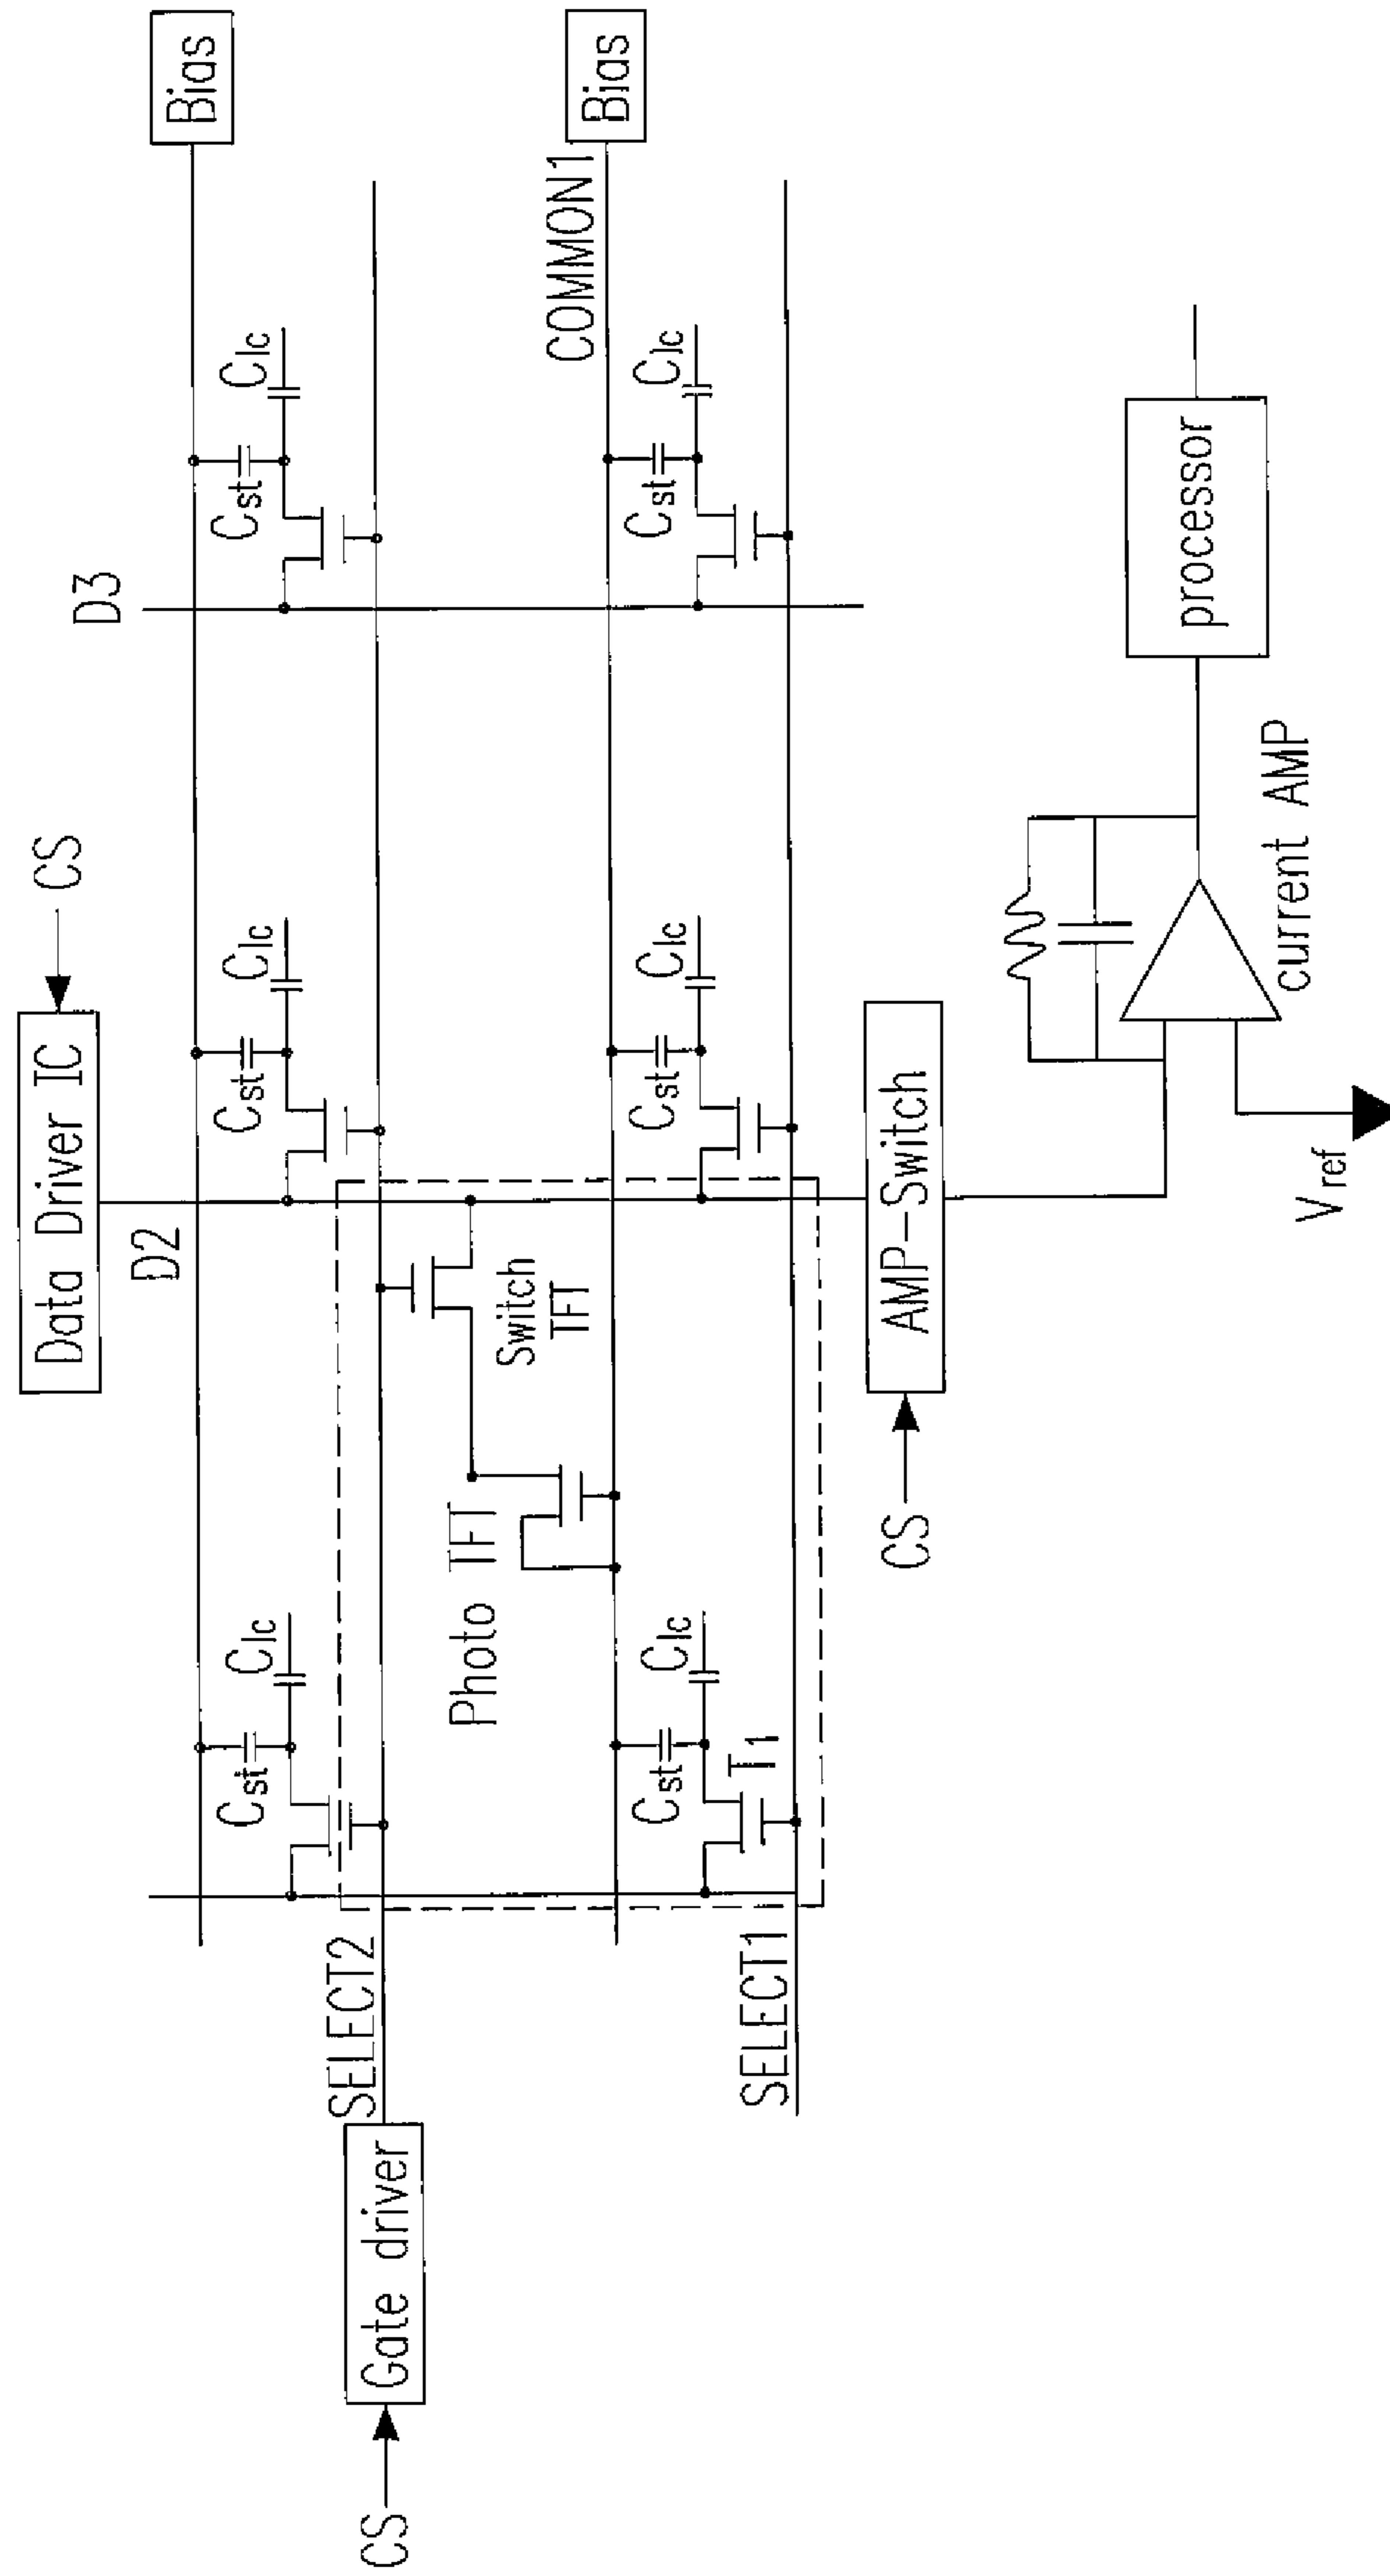 CS
Data Driver IC
D2
D3
Bias
Cst
Clc
Cst
Clc
Cst
Clc
CS
Gate driver
SELECT2
Photo TFT
Switch
TFT
COMMON1
Bias
Cst
Clc
T1
Cst
Clc
Cst
Clc
SELECT1
CS
AMP-Switch
current AMP
Vref
processor